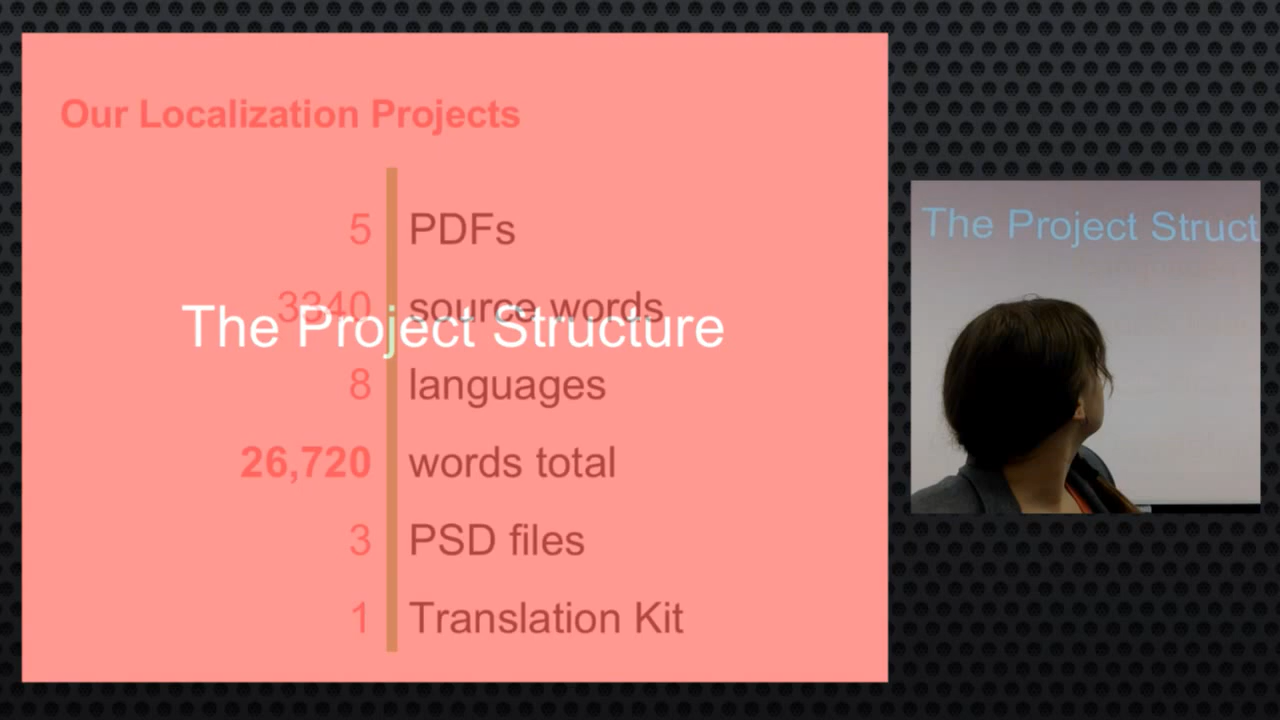 Our Localization Projects
5 PDFs
3340 source words
The Project Structure
8 languages
26,720 words total
3 PSD files
1 Translation Kit
The Project Struct